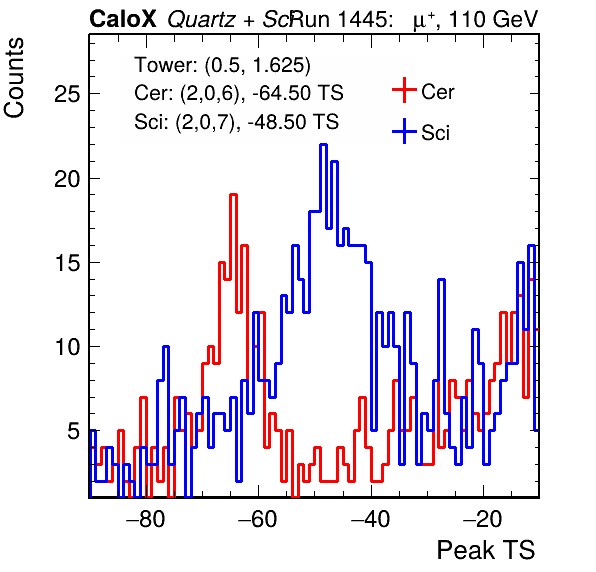 CaloX Quartz + Sci Run 1445: μ⁺, 110 GeV
Counts
Tower: (0.5, 1.625)
Cer: (2,0,6), -64.50 TS
Sci: (2,0,7), -48.50 TS
Cer
Sci
25
20
15
10
5
−80 −60 −40 −20
Peak TS